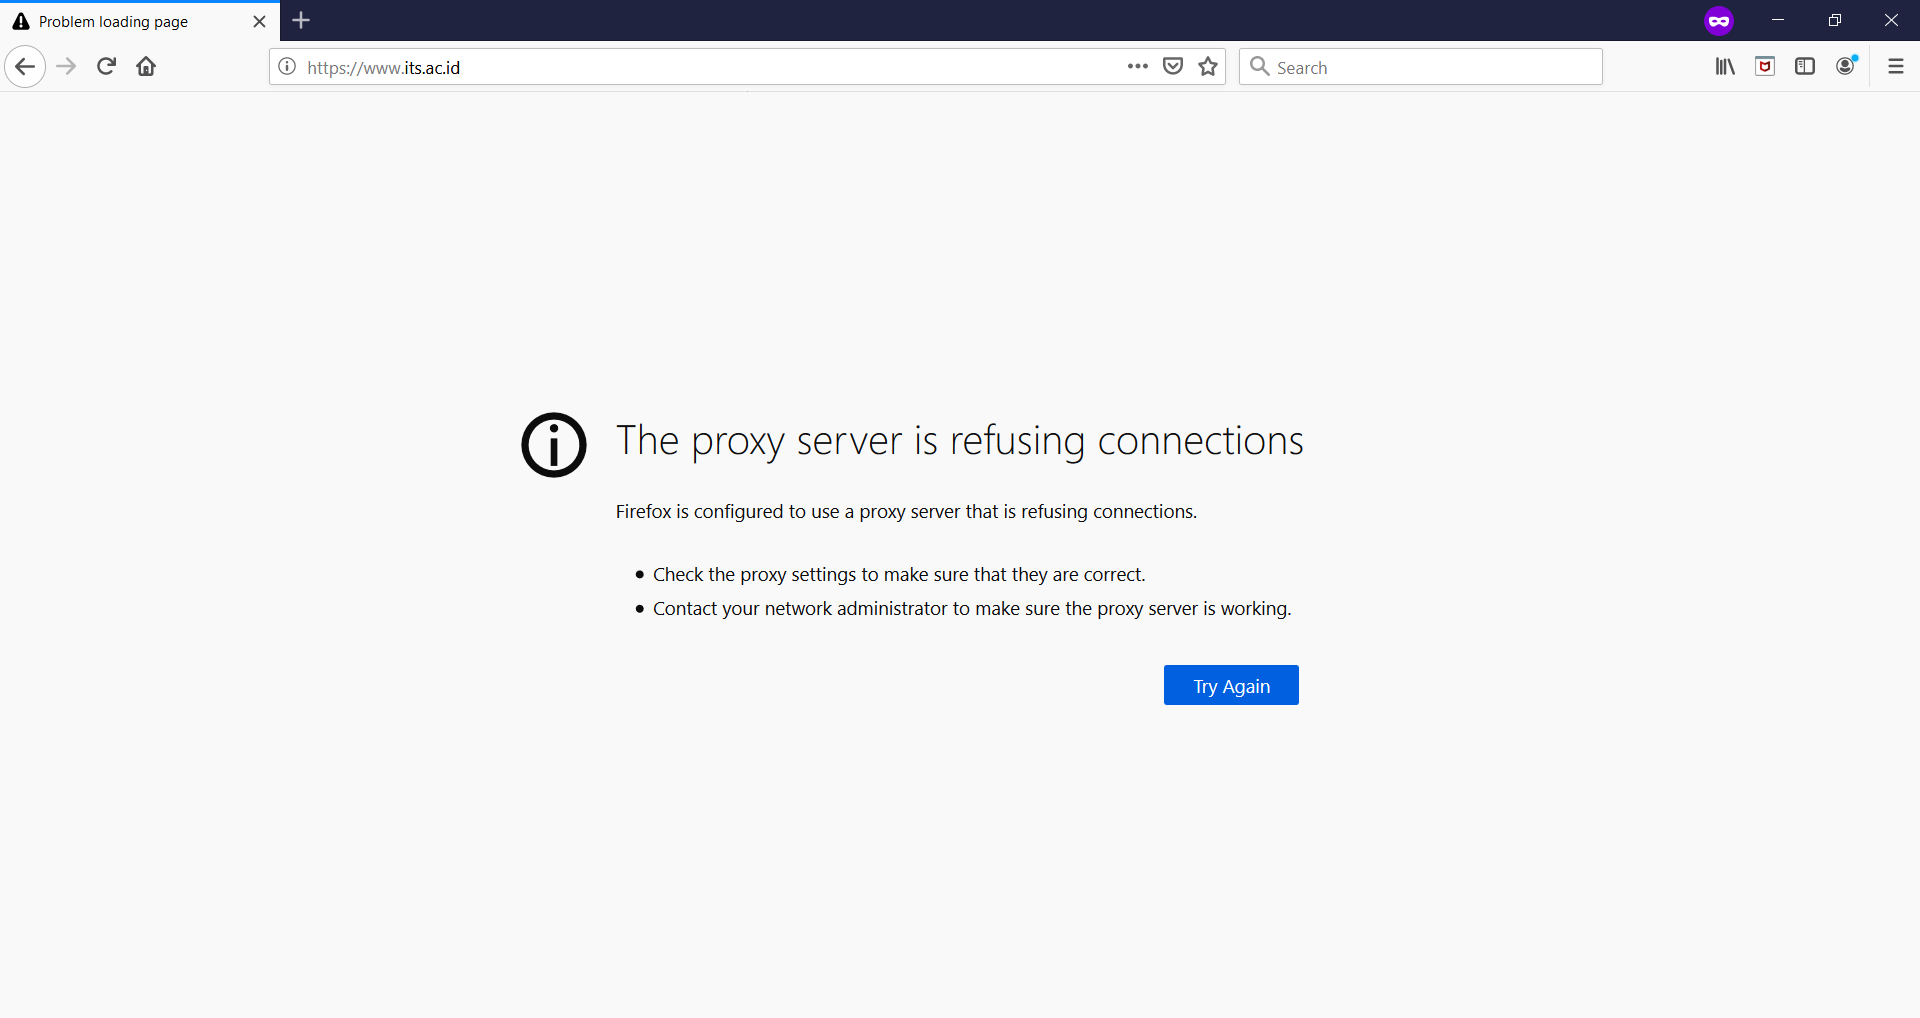 Problem loading page
https://www.its.ac.id
Search
The proxy server is refusing connections
Firefox is configured to use a proxy server that is refusing connections.
Check the proxy settings to make sure that they are correct.
Contact your network administrator to make sure the proxy server is working.
Try Again